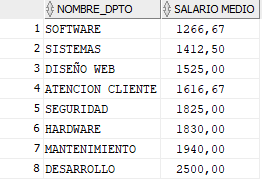 NOMBRE_DPTO SALARIO MEDIO
1 SOFTWARE 1266,67
2 SISTEMAS 1412,50
3 DISEÑO WEB 1525,00
4 ATENCION CLIENTE 1616,67
5 SEGURIDAD 1825,00
6 HARDWARE 1830,00
7 MANTENIMIENTO 1940,00
8 DESARROLLO 2500,00